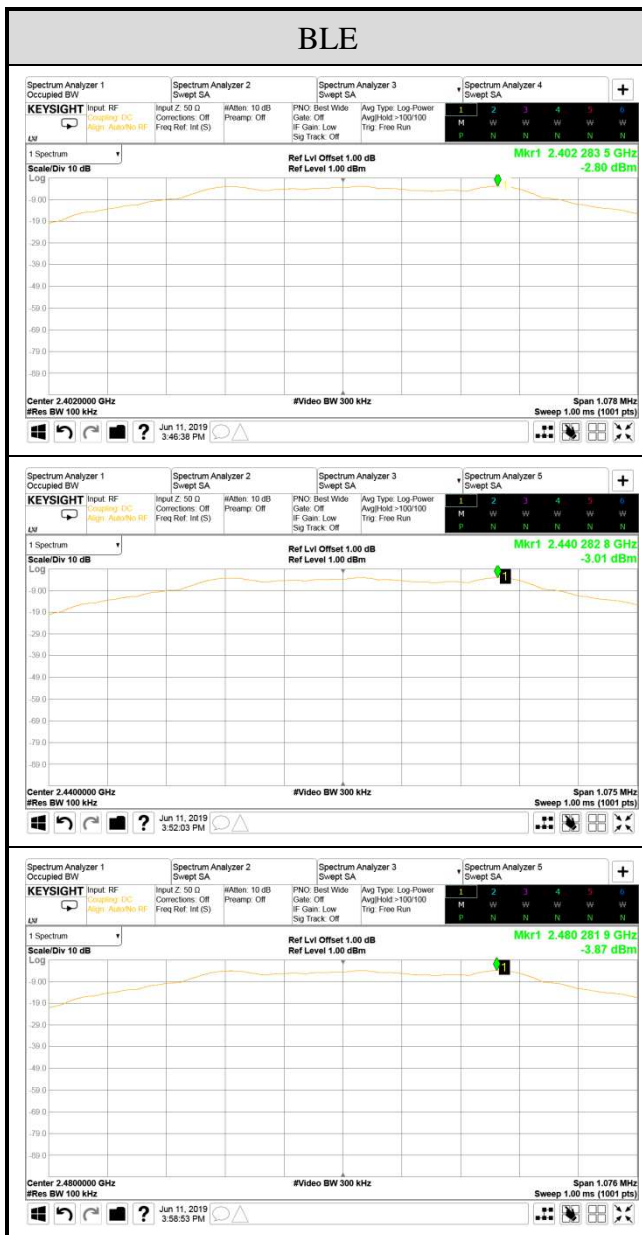 BLE
Spectrum Analyzer 1
Occupied BW
Spectrum Analyzer 2
Swept SA
Spectrum Analyzer 3
Swept SA
Spectrum Analyzer 4
Swept SA
+
KEYSIGHT
Input: RF
Coupling: DC
Align: Auto/No RF
Input Z: 50 Ω
Corrections: Off
Freq Ref: Int (S)
#Atten: 10 dB
Preamp: Off
PNO: Best Wide
Gate: Off
IF Gain: Low
Sig Track: Off
Avg Type: Log-Power
Avg|Hold:>100/100
Trig: Free Run
1 2 3 4 5 6
M W W W W W
P N N N N N
LXI
1 Spectrum
Scale/Div 10 dB
Ref Lvl Offset 1.00 dB
Ref Level 1.00 dBm
Mkr1 2.402 283 5 GHz
-2.80 dBm
Log
1
-9.00
-19.0
-29.0
-39.0
-49.0
-59.0
-69.0
-79.0
-89.0
Center 2.4020000 GHz
#Res BW 100 kHz
#Video BW 300 kHz
Span 1.078 MHz
Sweep 1.00 ms (1001 pts)
?
Jun 11, 2019
3:46:38 PM
Spectrum Analyzer 1
Occupied BW
Spectrum Analyzer 2
Swept SA
Spectrum Analyzer 3
Swept SA
Spectrum Analyzer 5
Swept SA
+
KEYSIGHT
Input: RF
Coupling: DC
Align: Auto/No RF
Input Z: 50 Ω
Corrections: Off
Freq Ref: Int (S)
#Atten: 10 dB
Preamp: Off
PNO: Best Wide
Gate: Off
IF Gain: Low
Sig Track: Off
Avg Type: Log-Power
Avg|Hold:>100/100
Trig: Free Run
1 2 3 4 5 6
M W W W W W
P N N N N N
LXI
1 Spectrum
Scale/Div 10 dB
Ref Lvl Offset 1.00 dB
Ref Level 1.00 dBm
Mkr1 2.440 282 8 GHz
-3.01 dBm
Log
1
-9.00
-19.0
-29.0
-39.0
-49.0
-59.0
-69.0
-79.0
-89.0
Center 2.4400000 GHz
#Res BW 100 kHz
#Video BW 300 kHz
Span 1.075 MHz
Sweep 1.00 ms (1001 pts)
?
Jun 11, 2019
3:52:03 PM
Spectrum Analyzer 1
Occupied BW
Spectrum Analyzer 2
Swept SA
Spectrum Analyzer 3
Swept SA
Spectrum Analyzer 5
Swept SA
+
KEYSIGHT
Input: RF
Coupling: DC
Align: Auto/No RF
Input Z: 50 Ω
Corrections: Off
Freq Ref: Int (S)
#Atten: 10 dB
Preamp: Off
PNO: Best Wide
Gate: Off
IF Gain: Low
Sig Track: Off
Avg Type: Log-Power
Avg|Hold:>100/100
Trig: Free Run
1 2 3 4 5 6
M W W W W W
P N N N N N
LXI
1 Spectrum
Scale/Div 10 dB
Ref Lvl Offset 1.00 dB
Ref Level 1.00 dBm
Mkr1 2.480 281 9 GHz
-3.87 dBm
Log
1
-9.00
-19.0
-29.0
-39.0
-49.0
-59.0
-69.0
-79.0
-89.0
Center 2.4800000 GHz
#Res BW 100 kHz
#Video BW 300 kHz
Span 1.076 MHz
Sweep 1.00 ms (1001 pts)
?
Jun 11, 2019
3:58:53 PM